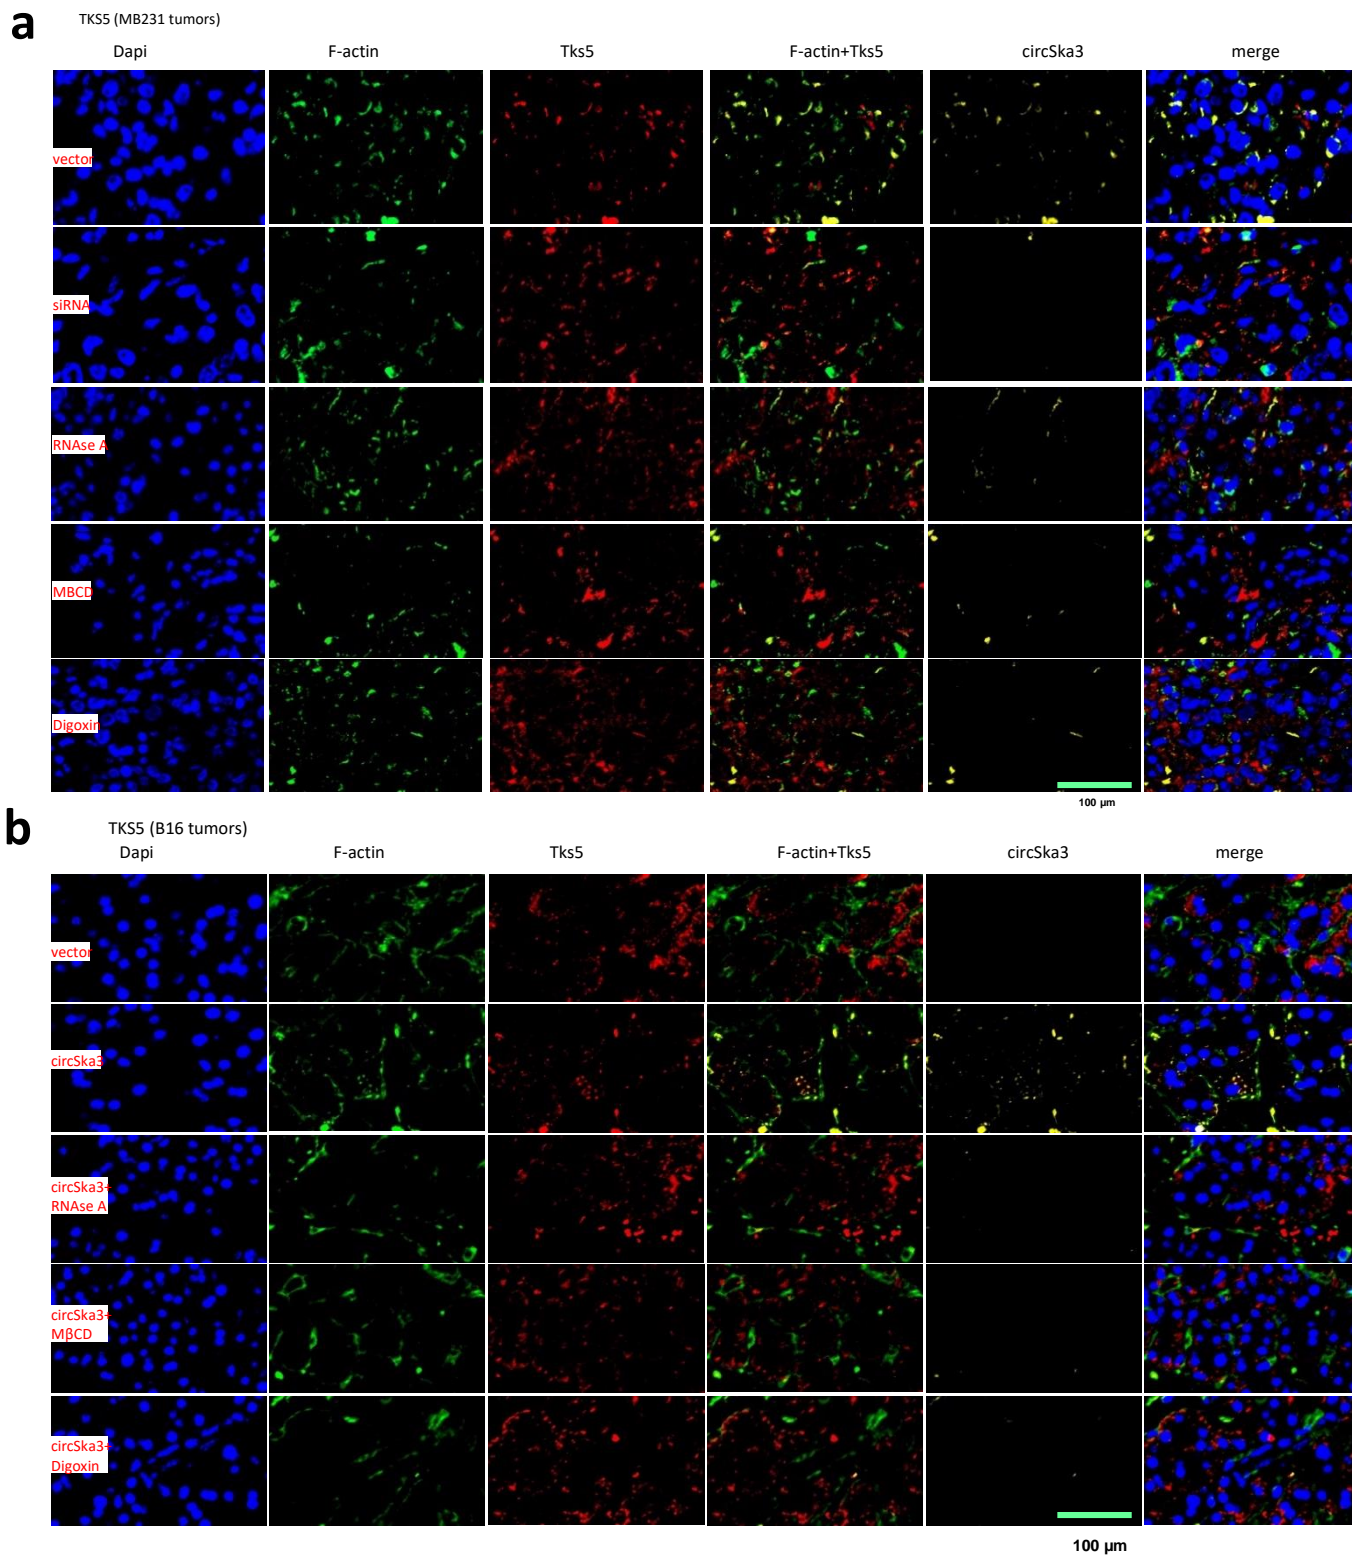 a
TKS5 (MB231 tumors)
Dapi F-actin Tks5 F-actin+Tks5 circSka3 merge
vector
siRNA
RNAse A
MBCD
Digoxin
100 µm
b
TKS5 (B16 tumors)
Dapi F-actin Tks5 F-actin+Tks5 circSka3 merge
vector
circSka3
circSka3+
RNAse A
circSka3+
MβCD
circSka3+
Digoxin
100 µm